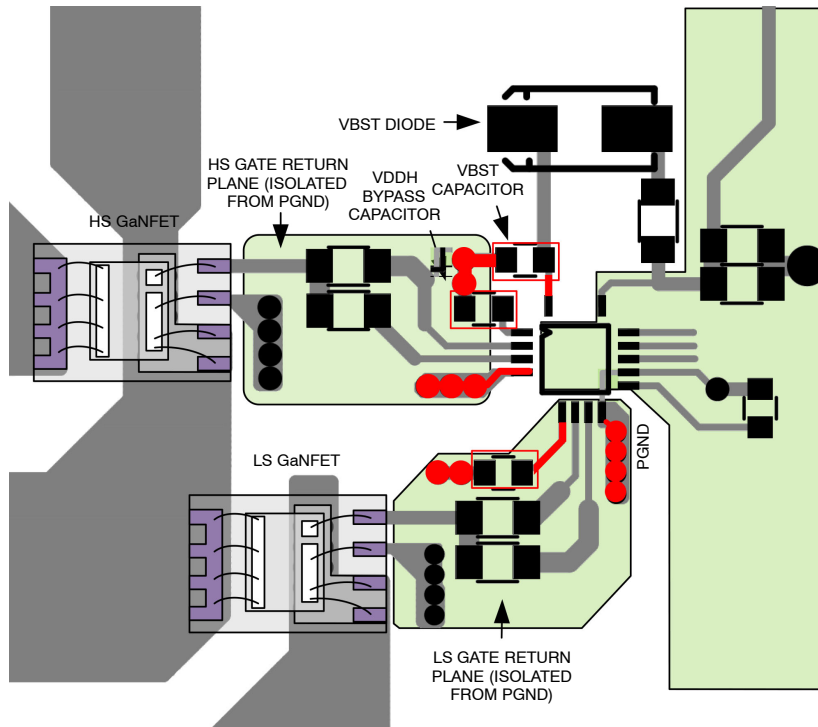 VBST DIODE
HS GATE RETURN
PLANE (ISOLATED
FROM PGND)
VDDH
BYPASS
CAPACITOR
VBST
CAPACITOR
HS GaNFET
LS GaNFET
PGND
LS GATE RETURN
PLANE (ISOLATED
FROM PGND)